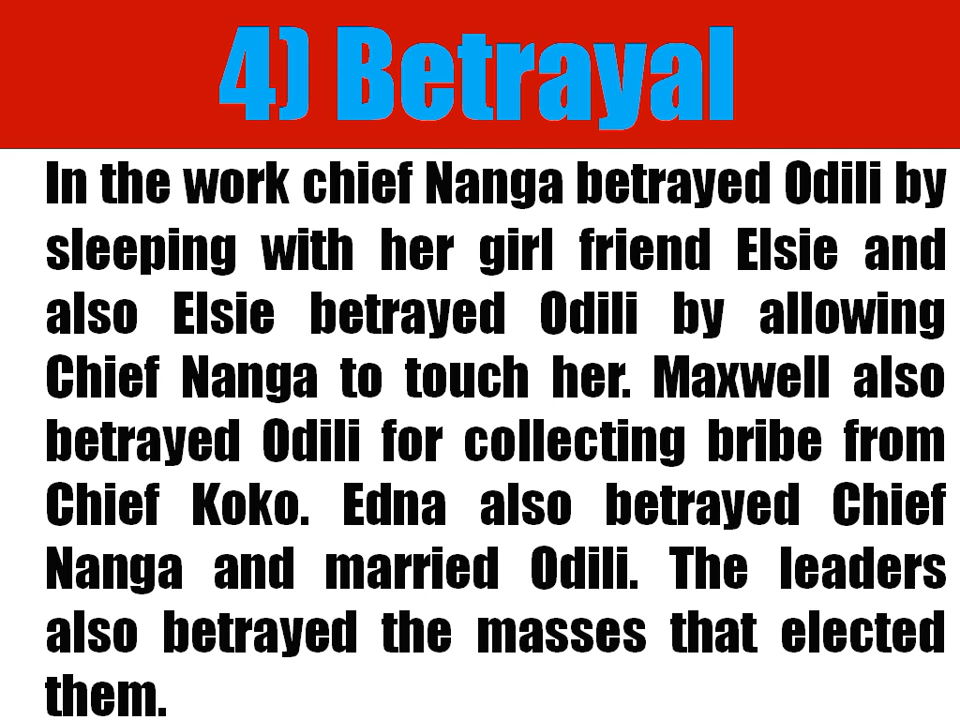 4) Betrayal
In the work chief Nanga betrayed Odili by
sleeping with her girl friend Elsie and
also Elsie betrayed Odili by allowing
Chief Nanga to touch her. Maxwell also
betrayed Odili for collecting bribe from
Chief Koko. Edna also betrayed Chief
Nanga and married Odili. The leaders
also betrayed the masses that elected
them.